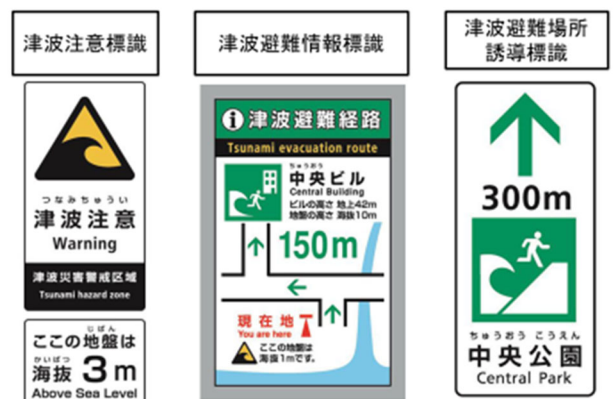 津波注意標識
つなみちゅうい
津波注意
Warning
津波災害警戒区域
Tsunami hazard zone
じばん
ここの地盤は
かいばつ
海抜 3m
Above Sea Level
津波避難情報標識
i 津波避難経路
Tsunami evacuation route
ちゅうおう
中央ビル
Central Building
ビルの高さ 地上42m
地盤の高さ 海抜10m
150m
現在地
You are here
ここの地盤は
海抜1mです。
津波避難場所
誘導標識
300m
ちゅうおう こうえん
中央公園
Central Park